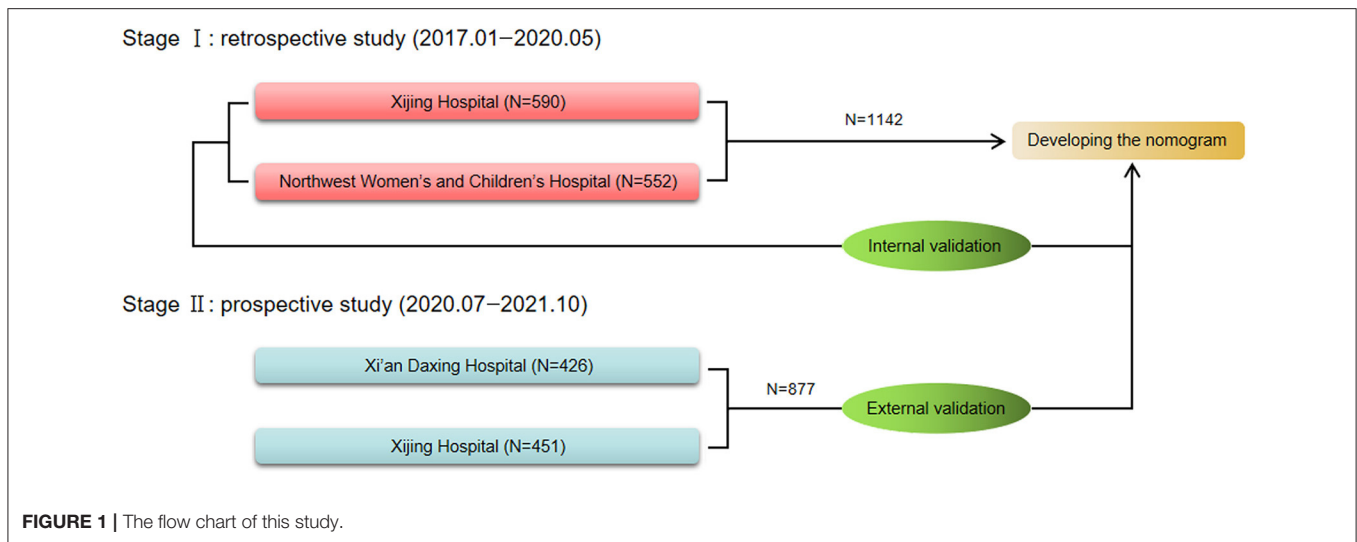 Stage Ⅰ: retrospective study (2017.01−2020.05)
Xijing Hospital (N=590)
N=1142
Developing the nomogram
Northwest Women's and Children's Hospital (N=552)
Internal validation
Stage Ⅱ: prospective study (2020.07−2021.10)
Xi'an Daxing Hospital (N=426)
N=877
External validation
Xijing Hospital (N=451)
FIGURE 1 | The flow chart of this study.